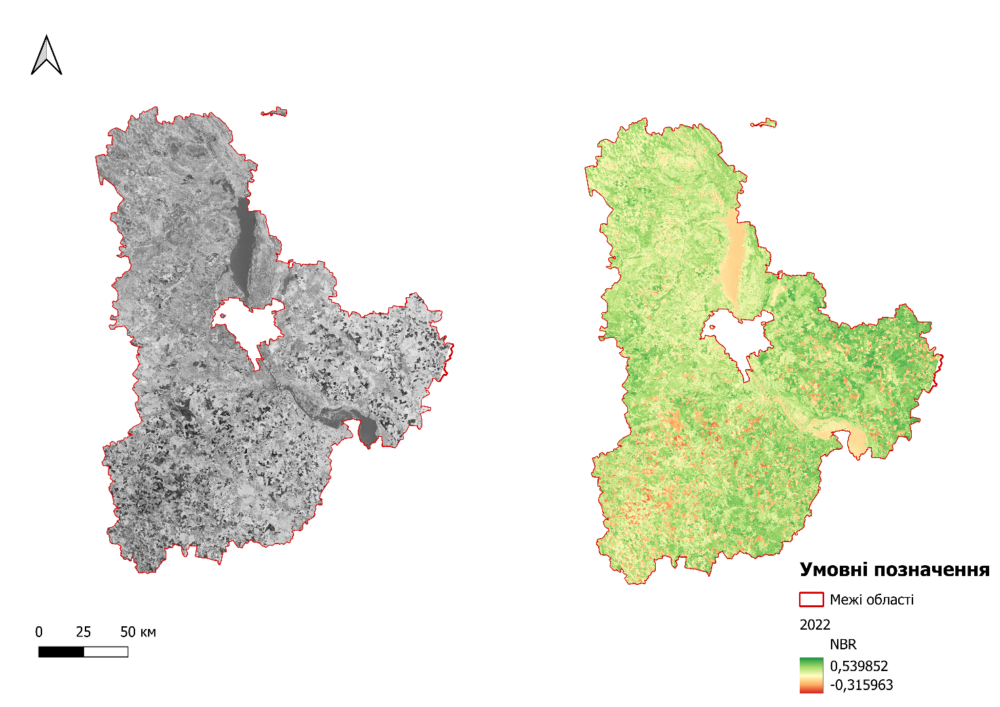 0 25 50 км
Умовні позначення
Межі області
2022
NBR
0,539852
-0,315963